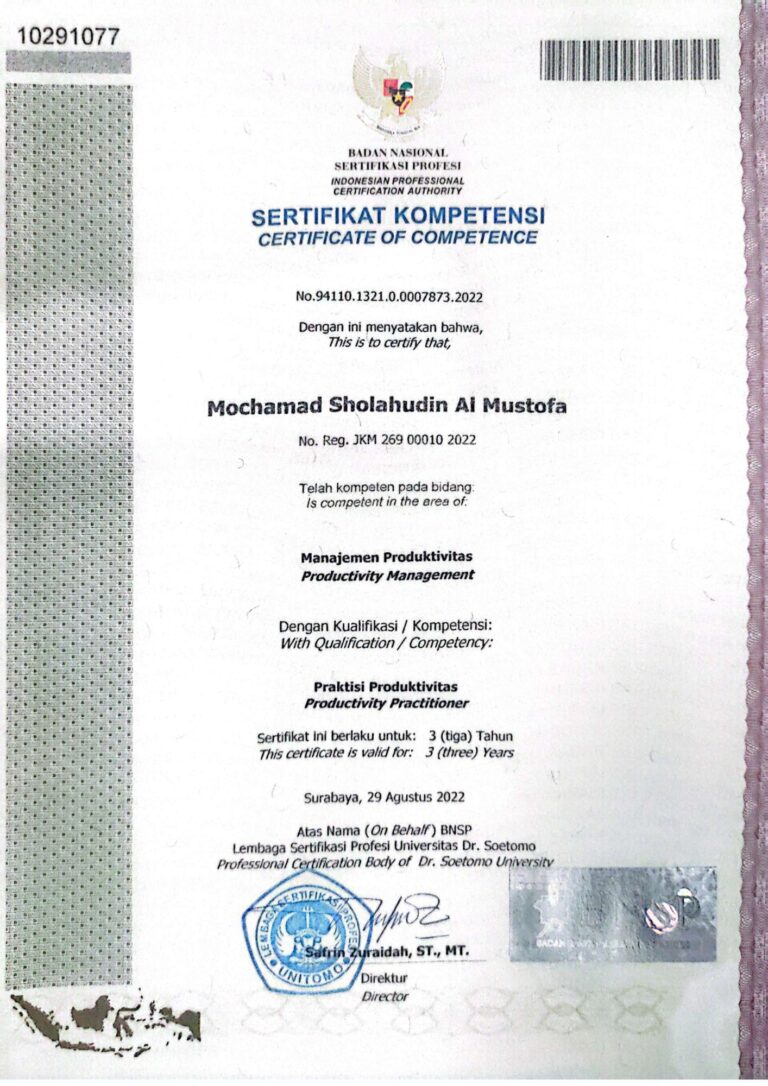 10291077
BADAN NASIONAL
SERTIFIKASI PROFESI
INDONESIAN PROFESSIONAL
CERTIFICATION AUTHORITY
SERTIFIKAT KOMPETENSI
CERTIFICATE OF COMPETENCE
No.94110.1321.0.0007873.2022
Dengan ini menyatakan bahwa,
This is to certify that,
Mochamad Sholahudin Al Mustofa
No. Reg. JKM 269 00010 2022
Telah kompeten pada bidang:
Is competent in the area of:
Manajemen Produktivitas
Productivity Management
Dengan Kualifikasi / Kompetensi:
With Qualification / Competency:
Praktisi Produktivitas
Productivity Practitioner
Sertifikat ini berlaku untuk: 3 (tiga) Tahun
This certificate is valid for: 3 (three) Years
Surabaya, 29 Agustus 2022
Atas Nama (On Behalf) BNSP
Lembaga Sertifikasi Profesi Universitas Dr. Soetomo
Professional Certification Body of Dr. Soetomo University
LEMBAGA SERTIFIKASI PROFESI
UNITOMO
Safrin Zuraidah, ST., MT.
Direktur
Director